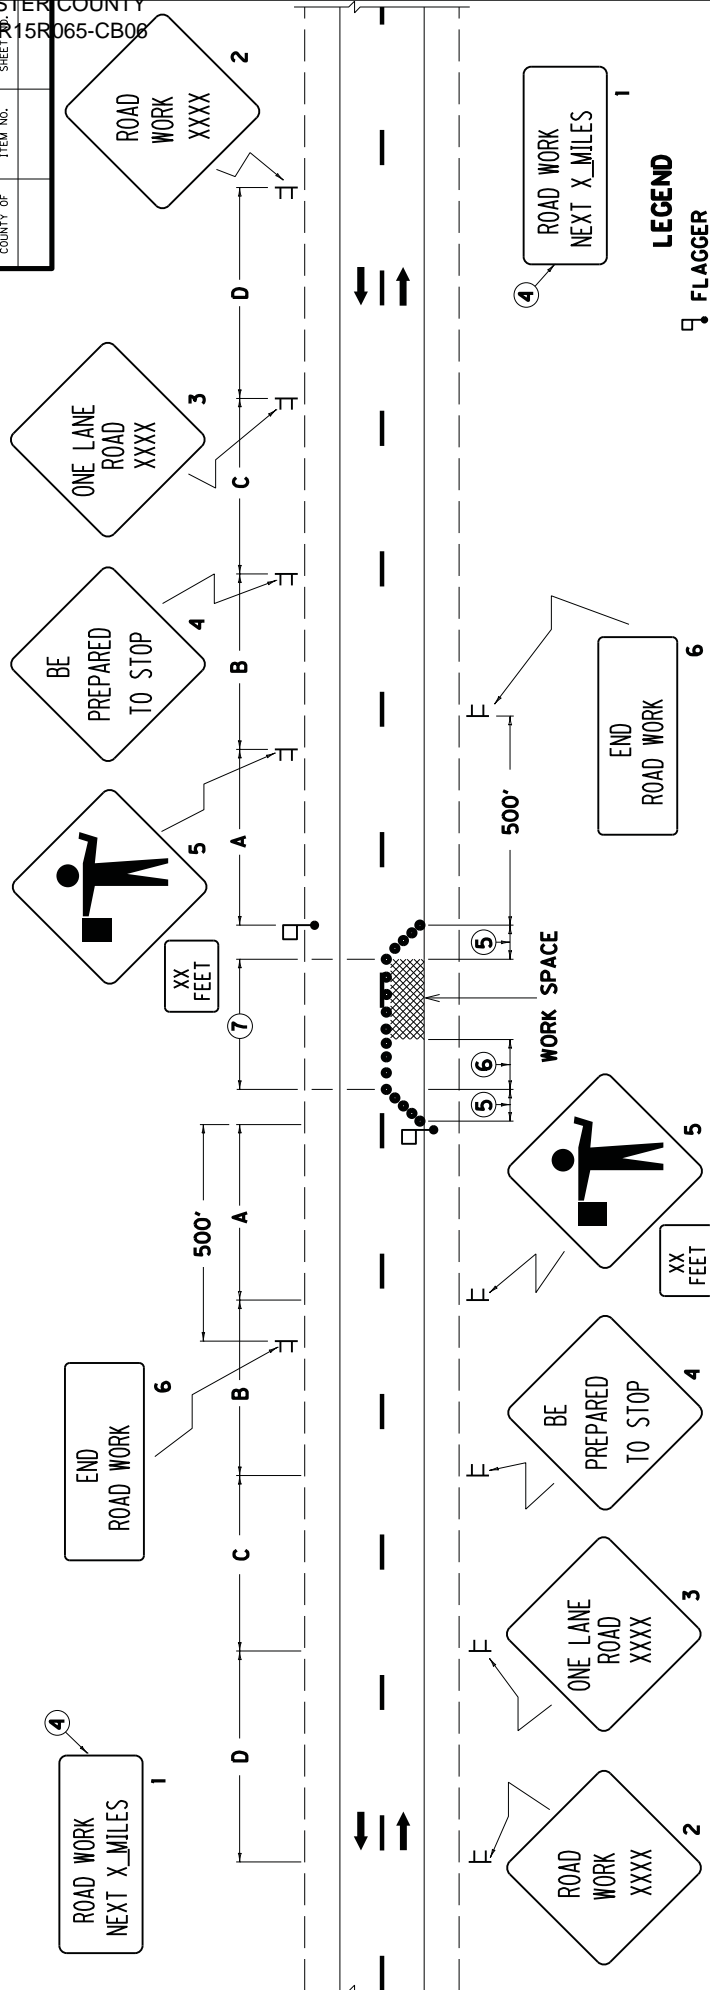 STER COUNTY
R15R065-CB06
COUNTY OF
ITEM NO.
SHEET NO.
ROAD
WORK
XXXX
2
ONE LANE
ROAD
XXXX
3
BE
PREPARED
TO STOP
4
5
XX
FEET
END
ROAD WORK
6
4
ROAD WORK
NEXT X_MILES
1
D
C
B
A
7
500'
A
B
C
D
5
6
5
500'
WORK SPACE
4
ROAD WORK
NEXT X_MILES
1
LEGEND
FLAGGER
END
ROAD WORK
6
5
XX
FEET
BE
PREPARED
TO STOP
4
ONE LANE
ROAD
XXXX
3
ROAD
WORK
XXXX
2